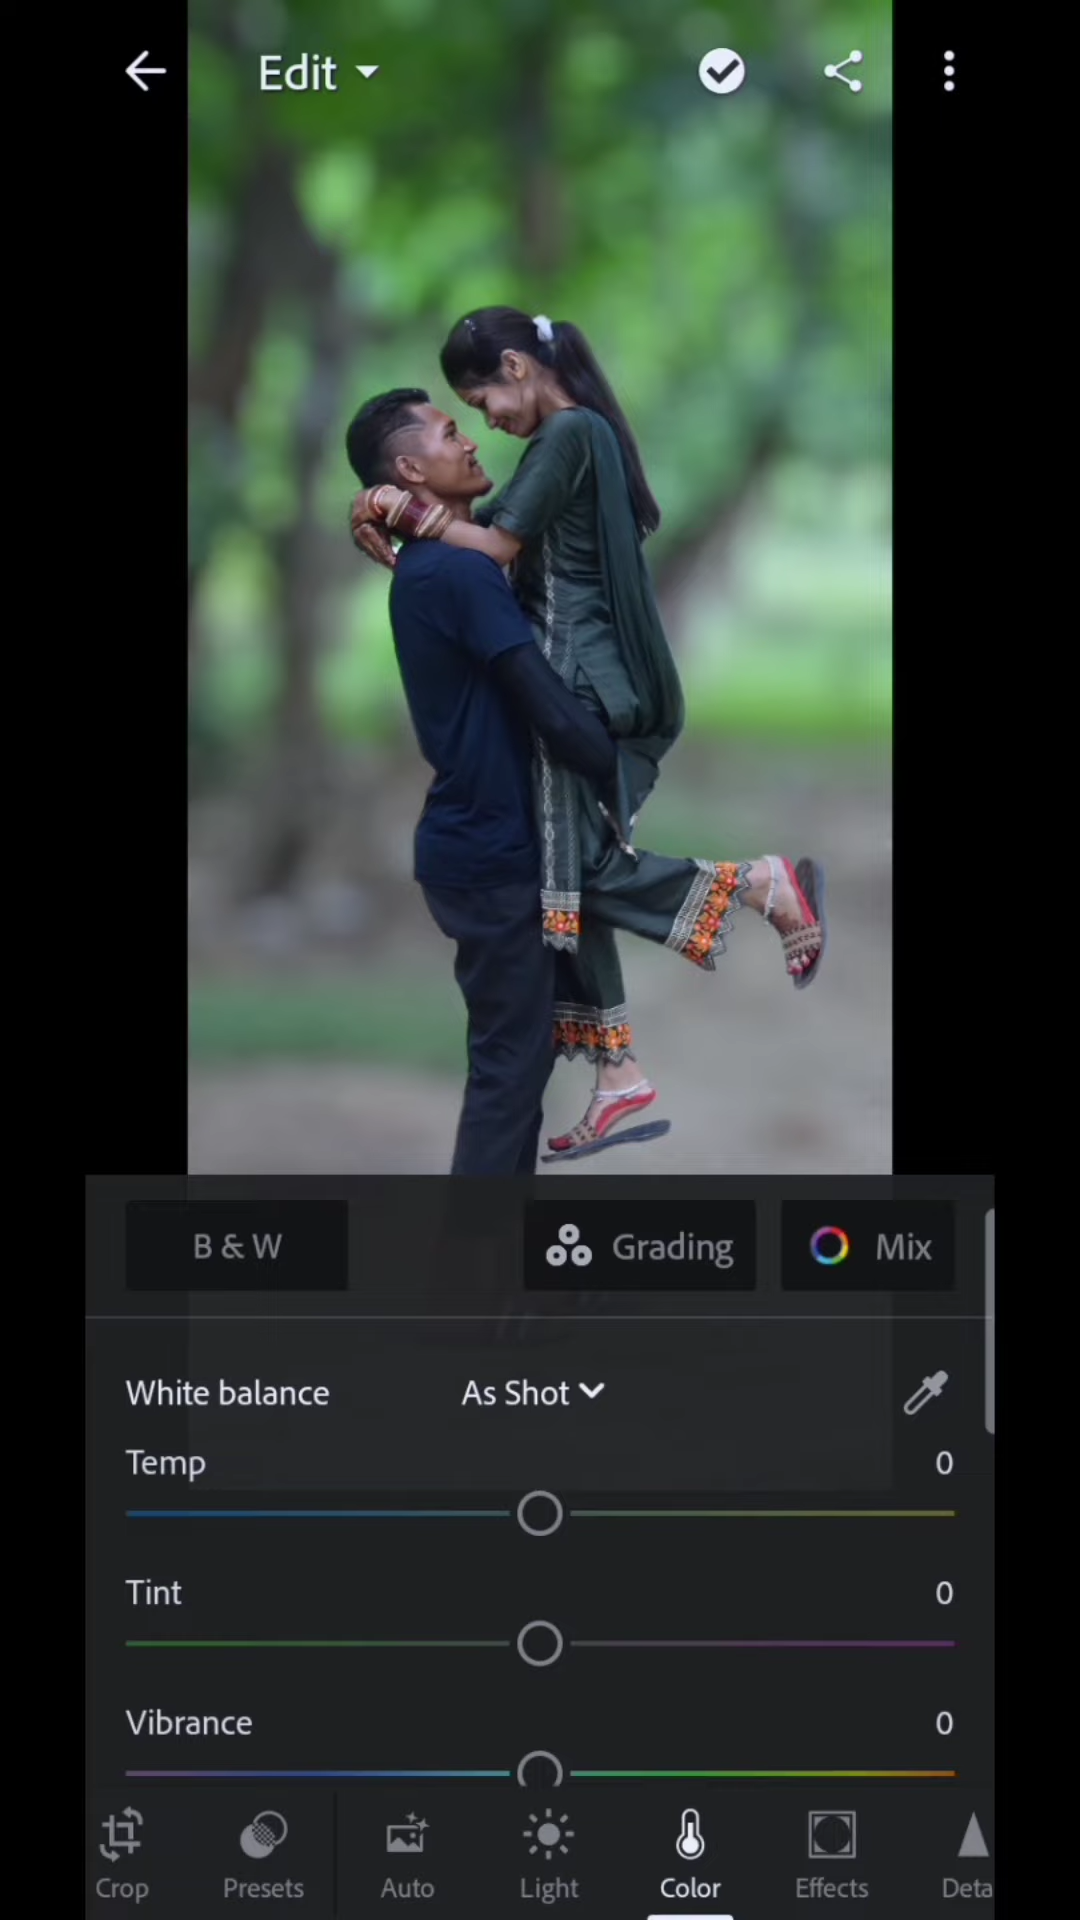 Edit
B & W
Grading
Mix
White balance
As Shot
Temp
0
Tint
0
Vibrance
0
Crop
Presets
Auto
Light
Color
Effects
Deta